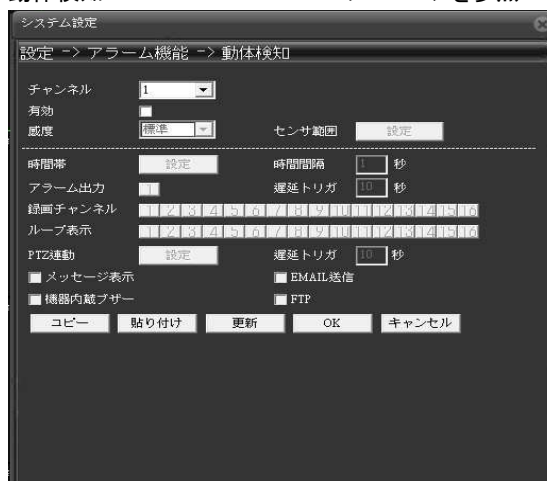 システム設定
設定 -> アラーム機能 -> 動体検知
チャンネル 1
有効
感度 標準 センサ範囲 設定
時間帯 設定 時間間隔 1 秒
アラーム出力 1 遅延トリガ 10 秒
録画チャンネル 1 2 3 4 5 6 7 8 9 10 11 12 13 14 15 16
ループ表示 1 2 3 4 5 6 7 8 9 10 11 12 13 14 15 16
PTZ連動 設定 遅延トリガ 10 秒
メッセージ表示 EMAIL送信
機器内蔵ブザー FTP
コピー 貼り付け 更新 OK キャンセル